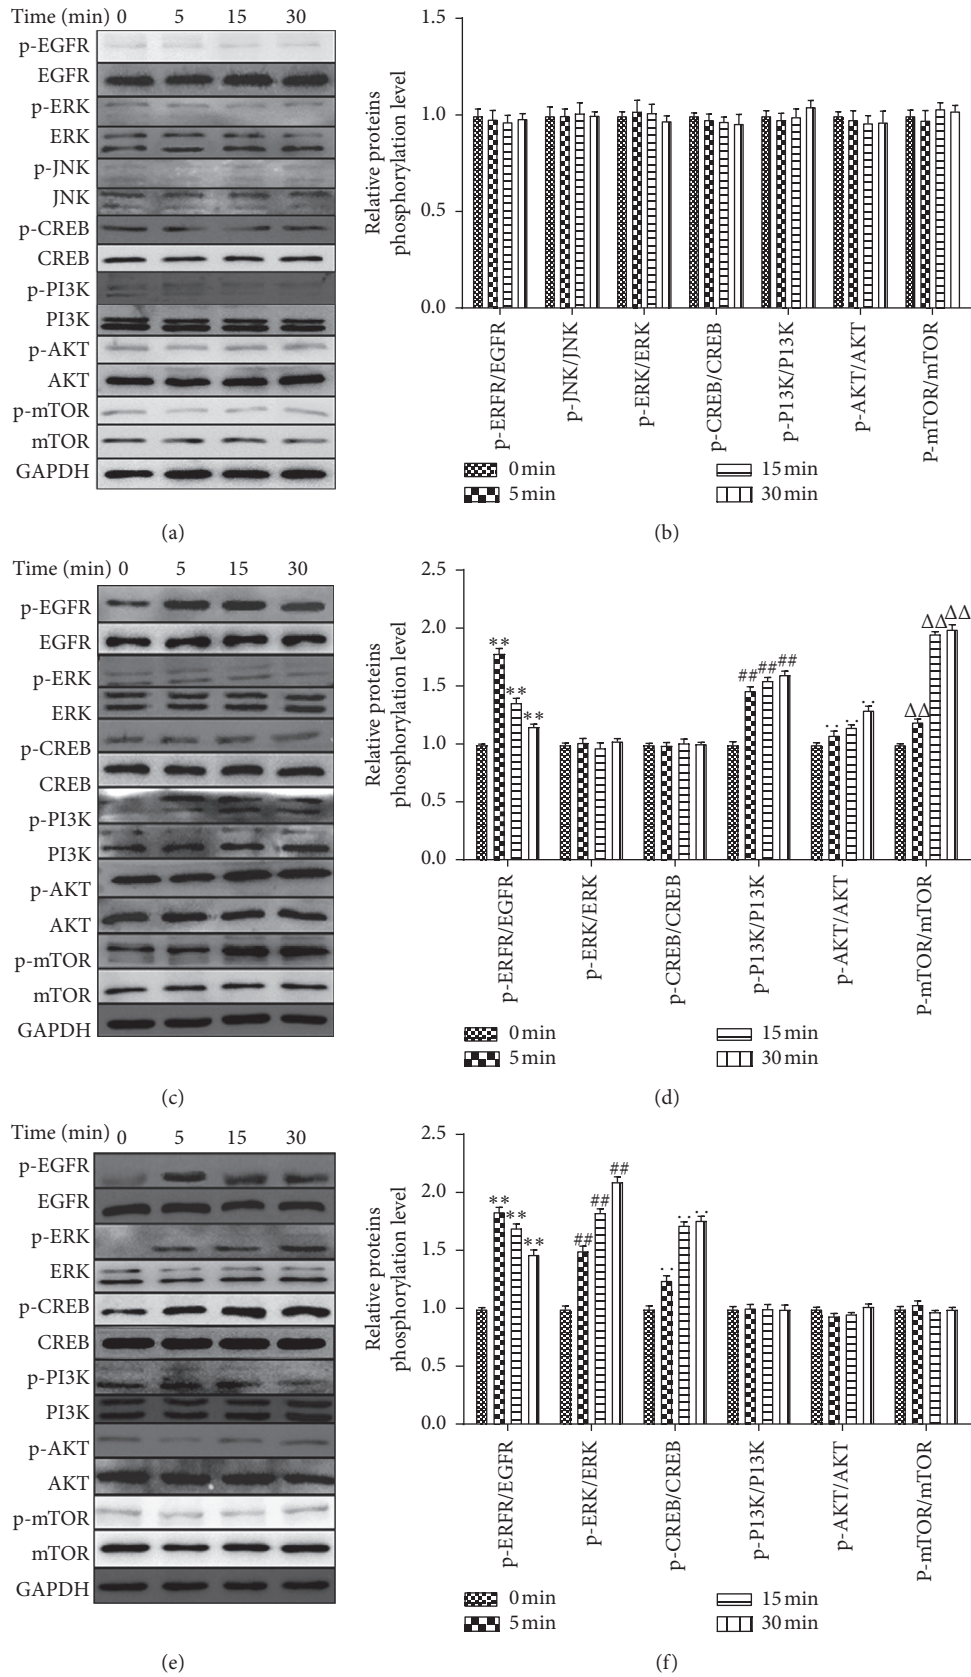 Time (min) 0 5 15 30
p-EGFR
EGFR
p-ERK
ERK
p-JNK
JNK
p-CREB
CREB
p-PI3K
PI3K
p-AKT
AKT
p-mTOR
mTOR
GAPDH
(a)
Relative proteins
phosphorylation level
1.5
1.0
0.5
0.0
p-ERFR/EGFR
p-JNK/JNK
p-ERK/ERK
p-CREB/CREB
p-P13K/P13K
p-AKT/AKT
P-mTOR/mTOR
0 min
5 min
15 min
30 min
(b)
Time (min) 0 5 15 30
p-EGFR
EGFR
p-ERK
ERK
p-CREB
CREB
p-PI3K
PI3K
p-AKT
AKT
p-mTOR
mTOR
GAPDH
(c)
Relative proteins
phosphorylation level
2.5
2.0
1.5
1.0
0.5
0.0
** ** **
## ## ##
·· ·· ··
ΔΔ ΔΔ ΔΔ
p-ERFR/EGFR
p-ERK/ERK
p-CREB/CREB
p-P13K/P13K
p-AKT/AKT
P-mTOR/mTOR
0 min
5 min
15 min
30 min
(d)
Time (min) 0 5 15 30
p-EGFR
EGFR
p-ERK
ERK
p-CREB
CREB
p-PI3K
PI3K
p-AKT
AKT
p-mTOR
mTOR
GAPDH
(e)
Relative proteins
phosphorylation level
2.5
2.0
1.5
1.0
0.5
0.0
** ** **
## ## ##
·· ·· ··
p-ERFR/EGFR
p-ERK/ERK
p-CREB/CREB
p-P13K/P13K
p-AKT/AKT
P-mTOR/mTOR
0 min
5 min
15 min
30 min
(f)